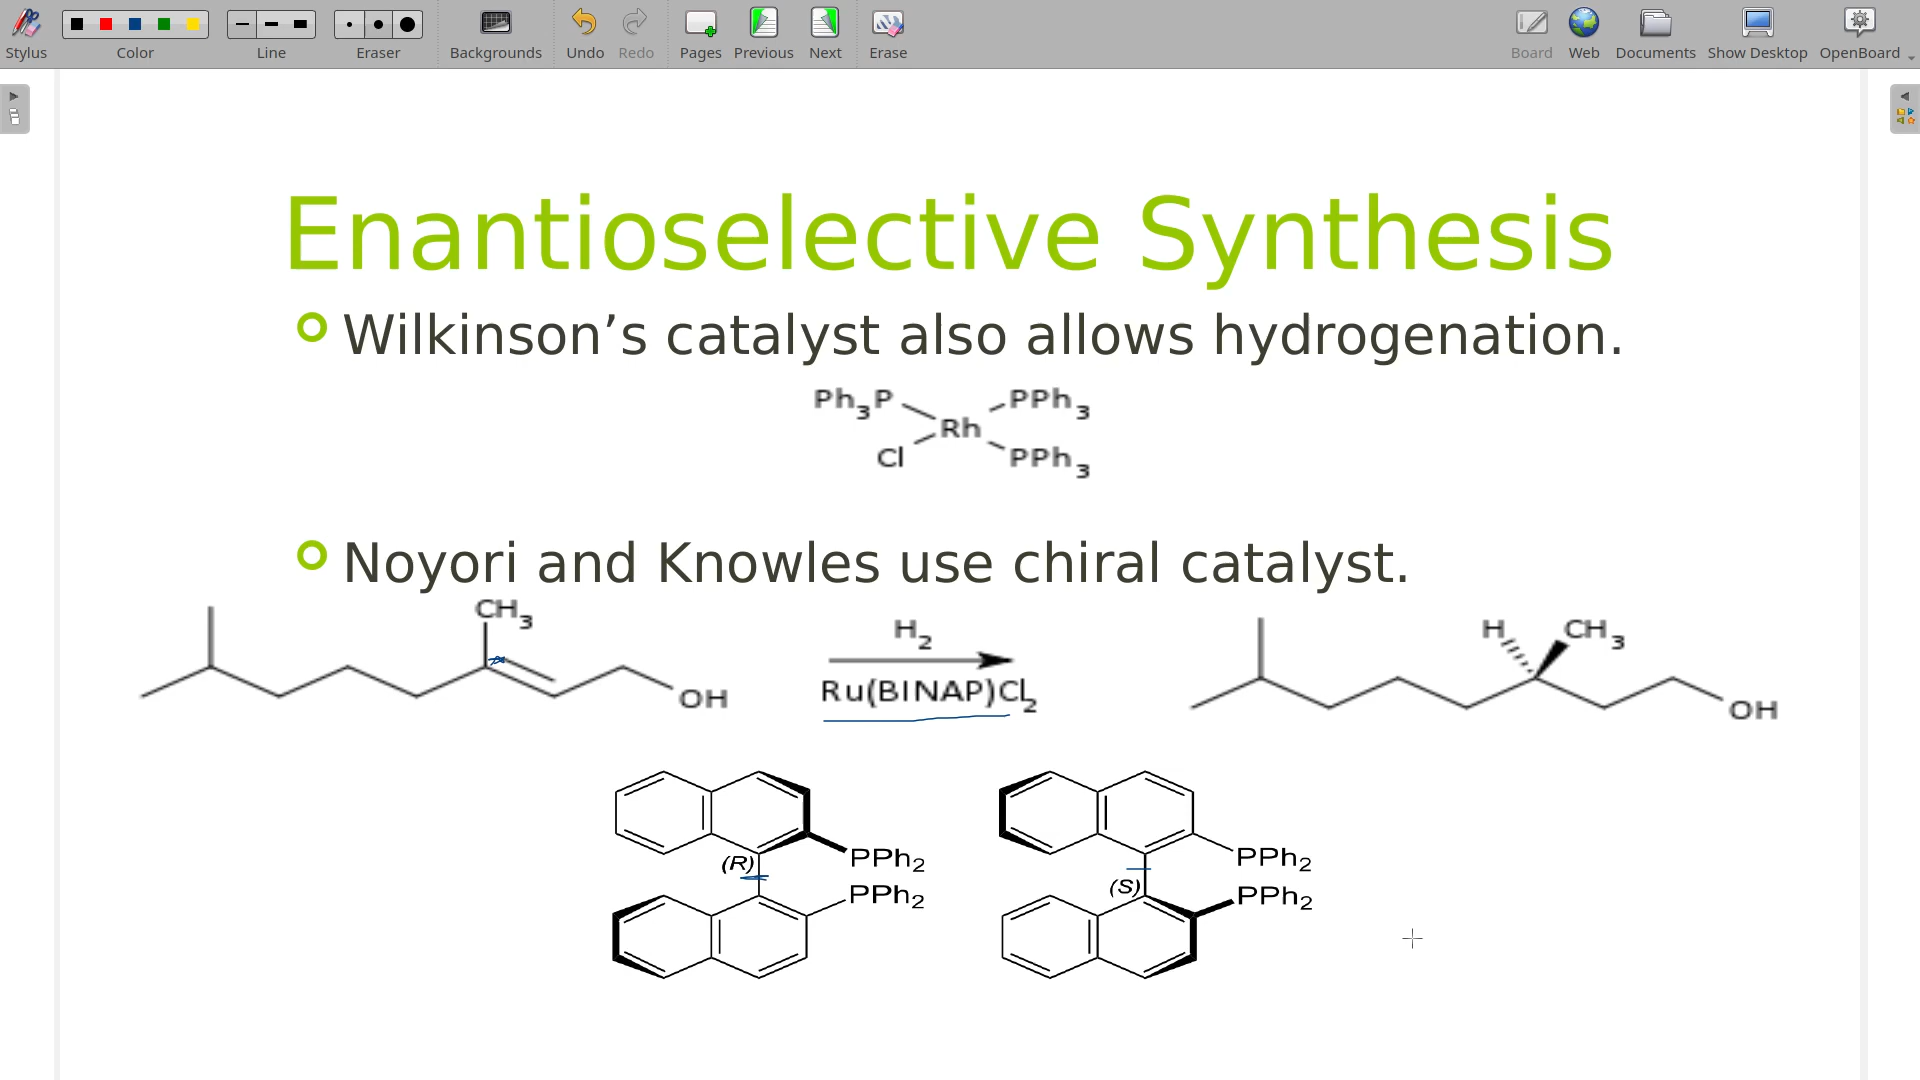 Stylus Color Line Eraser Backgrounds Undo Redo Pages Previous Next Erase Board Web Documents Show Desktop OpenBoard
Enantioselective Synthesis
Wilkinson’s catalyst also allows hydrogenation.
Ph3P PPh3
Rh
Cl PPh3
Noyori and Knowles use chiral catalyst.
CH3 H2 H CH3
OH Ru(BINAP)Cl2 OH
(R) PPh2 PPh2
PPh2 (S) PPh2